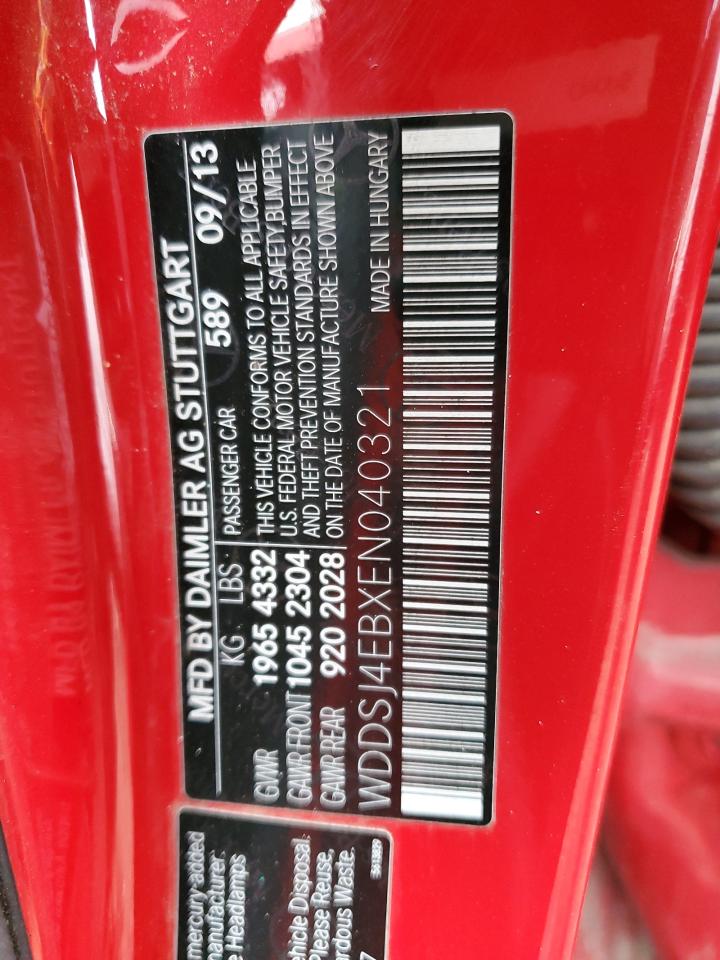 MFD BY DAIMLER AG STUTTGART
KG LBS PASSENGER CAR 589 09/13
GVWR 1965 4332 THIS VEHICLE CONFORMS TO ALL APPLICABLE
U.S. FEDERAL MOTOR VEHICLE SAFETY,BUMPER
GAWR FRONT 1045 2304 AND THEFT PREVENTION STANDARDS IN EFFECT
GAWR REAR 920 2028 ON THE DATE OF MANUFACTURE SHOWN ABOVE
WDDSJ4EBXEN040321 MADE IN HUNGARY
mercury-added
manufacturer.
Headlamps
Vehicle Disposal.
Please Reuse,
Waste.